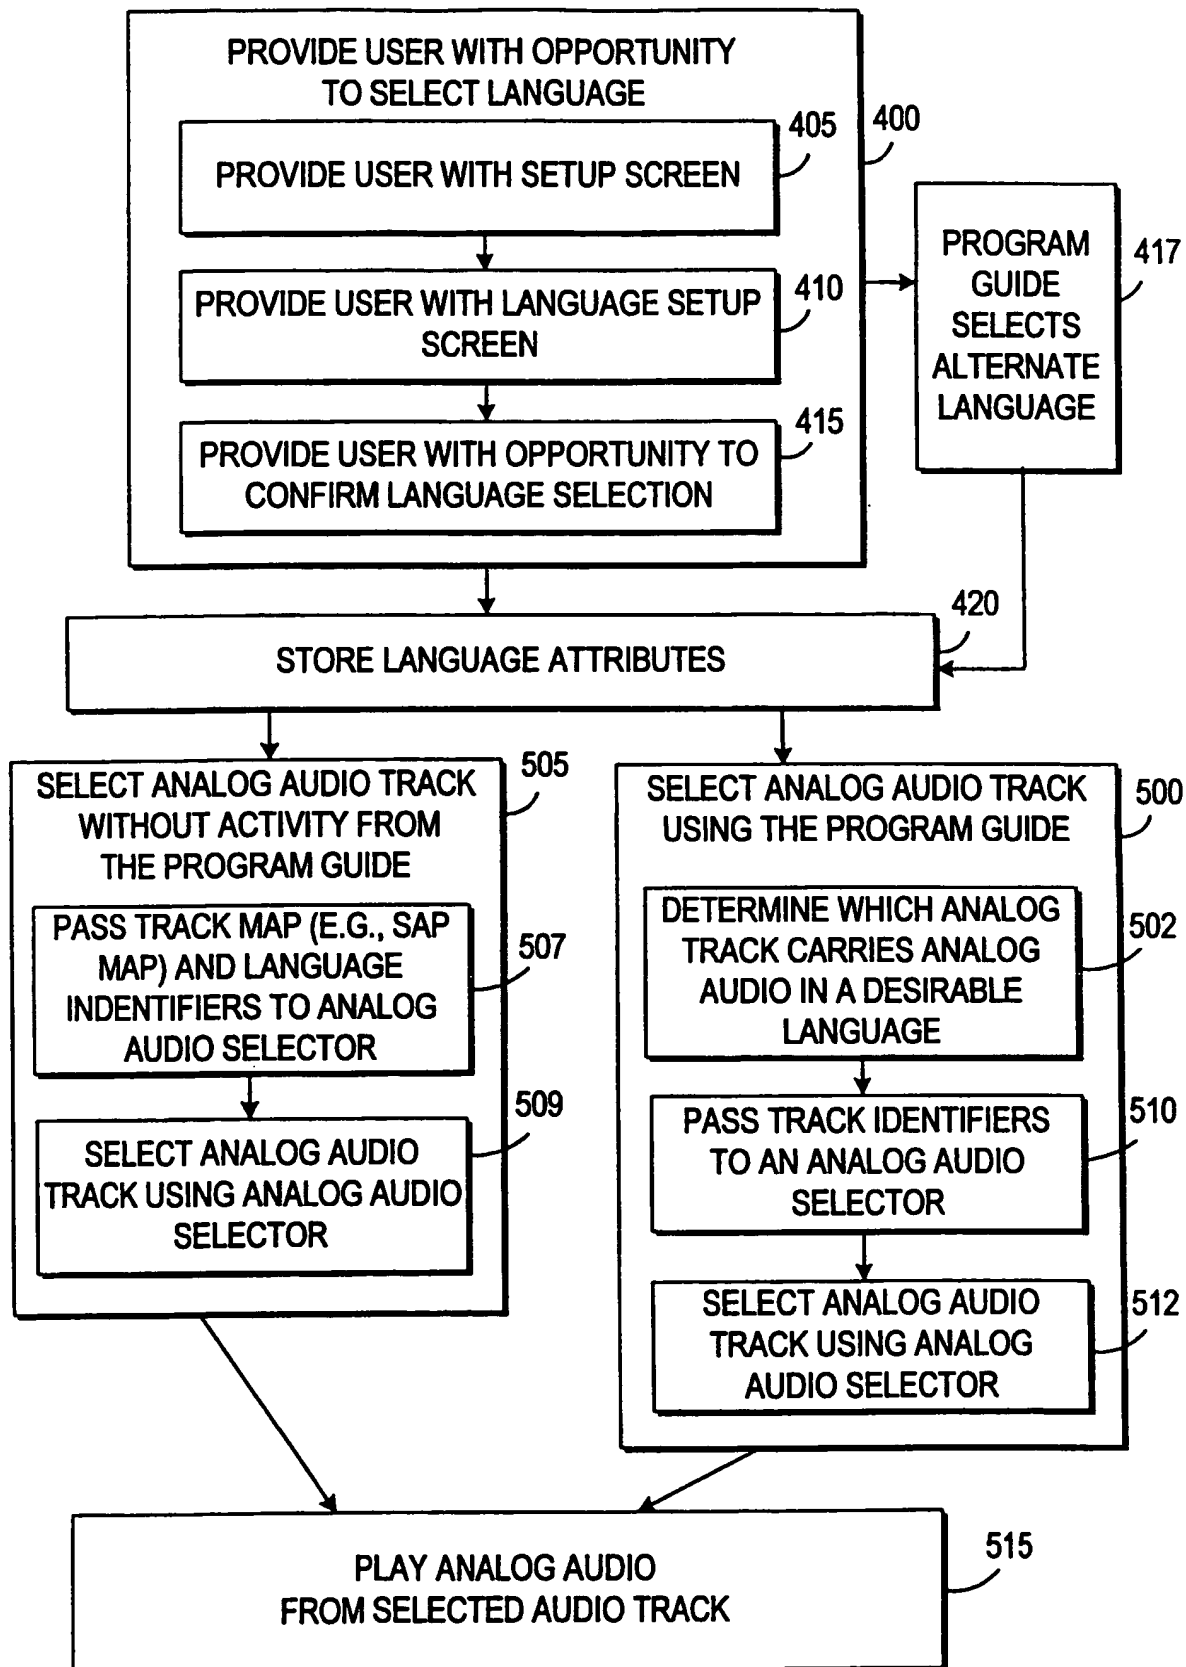 PROVIDE USER WITH OPPORTUNITY
TO SELECT LANGUAGE
400
405
PROVIDE USER WITH SETUP SCREEN
410
PROVIDE USER WITH LANGUAGE SETUP
SCREEN
415
PROVIDE USER WITH OPPORTUNITY TO
CONFIRM LANGUAGE SELECTION
417
PROGRAM
GUIDE
SELECTS
ALTERNATE
LANGUAGE
420
STORE LANGUAGE ATTRIBUTES
505
SELECT ANALOG AUDIO TRACK
WITHOUT ACTIVITY FROM
THE PROGRAM GUIDE
507
PASS TRACK MAP (E.G., SAP
MAP) AND LANGUAGE
INDENTIFIERS TO ANALOG
AUDIO SELECTOR
509
SELECT ANALOG AUDIO
TRACK USING ANALOG AUDIO
SELECTOR
500
SELECT ANALOG AUDIO TRACK
USING THE PROGRAM GUIDE
502
DETERMINE WHICH ANALOG
TRACK CARRIES ANALOG
AUDIO IN A DESIRABLE
LANGUAGE
510
PASS TRACK IDENTIFIERS
TO AN ANALOG AUDIO
SELECTOR
512
SELECT ANALOG AUDIO
TRACK USING ANALOG
AUDIO SELECTOR
515
PLAY ANALOG AUDIO
FROM SELECTED AUDIO TRACK